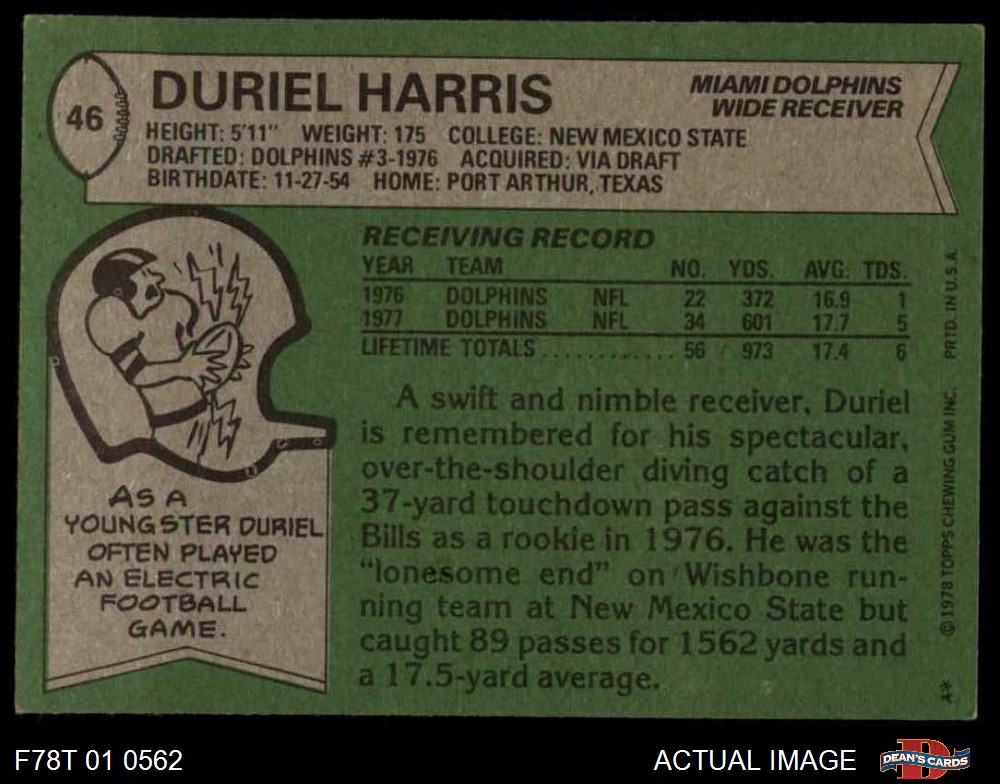 46
DURIEL HARRIS
MIAMI DOLPHINS
WIDE RECEIVER
HEIGHT: 5'11" WEIGHT: 175 COLLEGE: NEW MEXICO STATE
DRAFTED: DOLPHINS #3-1976 ACQUIRED: VIA DRAFT
BIRTHDATE: 11-27-54 HOME: PORT ARTHUR, TEXAS
RECEIVING RECORD
YEAR TEAM NO. YDS. AVG. TDS.
1976 DOLPHINS NFL 22 372 16.9 1
1977 DOLPHINS NFL 34 601 17.7 5
LIFETIME TOTALS ............ 56 973 17.4 6
A swift and nimble receiver, Duriel
is remembered for his spectacular,
over-the-shoulder diving catch of a
37-yard touchdown pass against the
Bills as a rookie in 1976. He was the
"lonesome end" on Wishbone run-
ning team at New Mexico State but
caught 89 passes for 1562 yards and
a 17.5-yard average.
AS A
YOUNGSTER DURIEL
OFTEN PLAYED
AN ELECTRIC
FOOTBALL
GAME.
A* © 1978 TOPPS CHEWING GUM INC. PRTD. IN U.S.A.
F78T 01 0562
ACTUAL IMAGE
D
DEAN'S CARDS